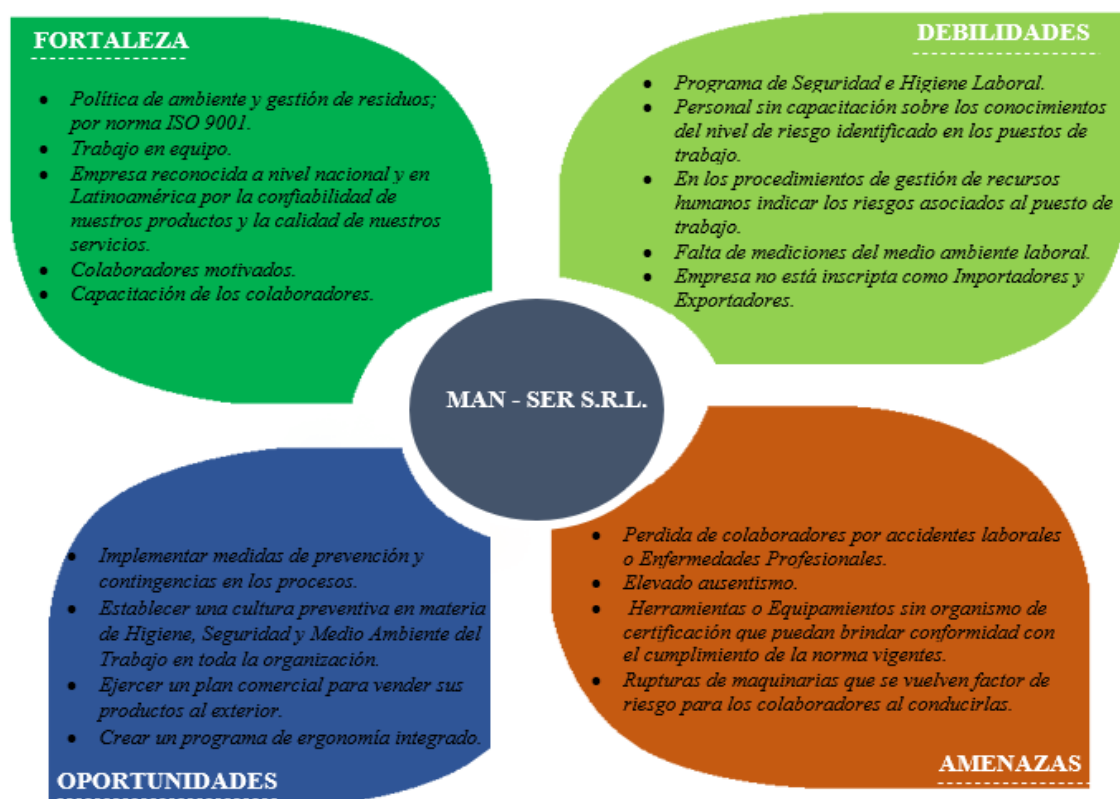 FORTALEZA
• Política de ambiente y gestión de residuos;
por norma ISO 9001.
• Trabajo en equipo.
• Empresa reconocida a nivel nacional y en
Latinoamérica por la confiabilidad de
nuestros productos y la calidad de nuestros
servicios.
• Colaboradores motivados.
• Capacitación de los colaboradores.
DEBILIDADES
• Programa de Seguridad e Higiene Laboral.
• Personal sin capacitación sobre los conocimientos
del nivel de riesgo identificado en los puestos de
trabajo.
• En los procedimientos de gestión de recursos
humanos indicar los riesgos asociados al puesto de
trabajo.
• Falta de mediciones del medio ambiente laboral.
• Empresa no está inscripta como Importadores y
Exportadores.
MAN - SER S.R.L.
• Implementar medidas de prevención y
contingencias en los procesos.
• Establecer una cultura preventiva en materia
de Higiene, Seguridad y Medio Ambiente del
Trabajo en toda la organización.
• Ejercer un plan comercial para vender sus
productos al exterior.
• Crear un programa de ergonomía integrado.
OPORTUNIDADES
• Perdida de colaboradores por accidentes laborales
o Enfermedades Profesionales.
• Elevado ausentismo.
• Herramientas o Equipamientos sin organismo de
certificación que puedan brindar conformidad con
el cumplimiento de la norma vigentes.
• Rupturas de maquinarias que se vuelven factor de
riesgo para los colaboradores al conducirlas.
AMENAZAS